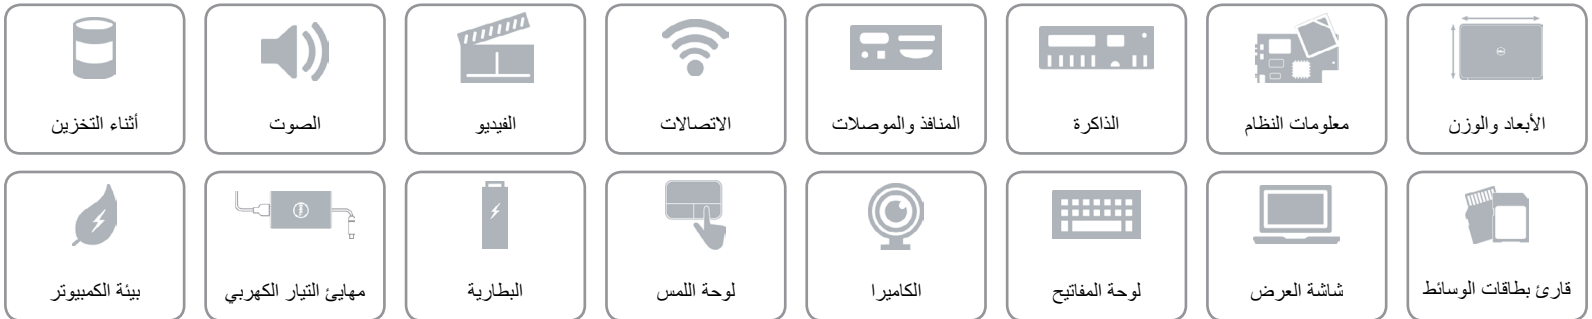 الأبعاد والوزن
معلومات النظام
الذاكرة
المنافذ والموصلات
الاتصالات
الفيديو
الصوت
أثناء التخزين
قارئ بطاقات الوسائط
شاشة العرض
لوحة المفاتيح
الكاميرا
لوحة اللمس
البطارية
مهايئ التيار الكهربي
بيئة الكمبيوتر